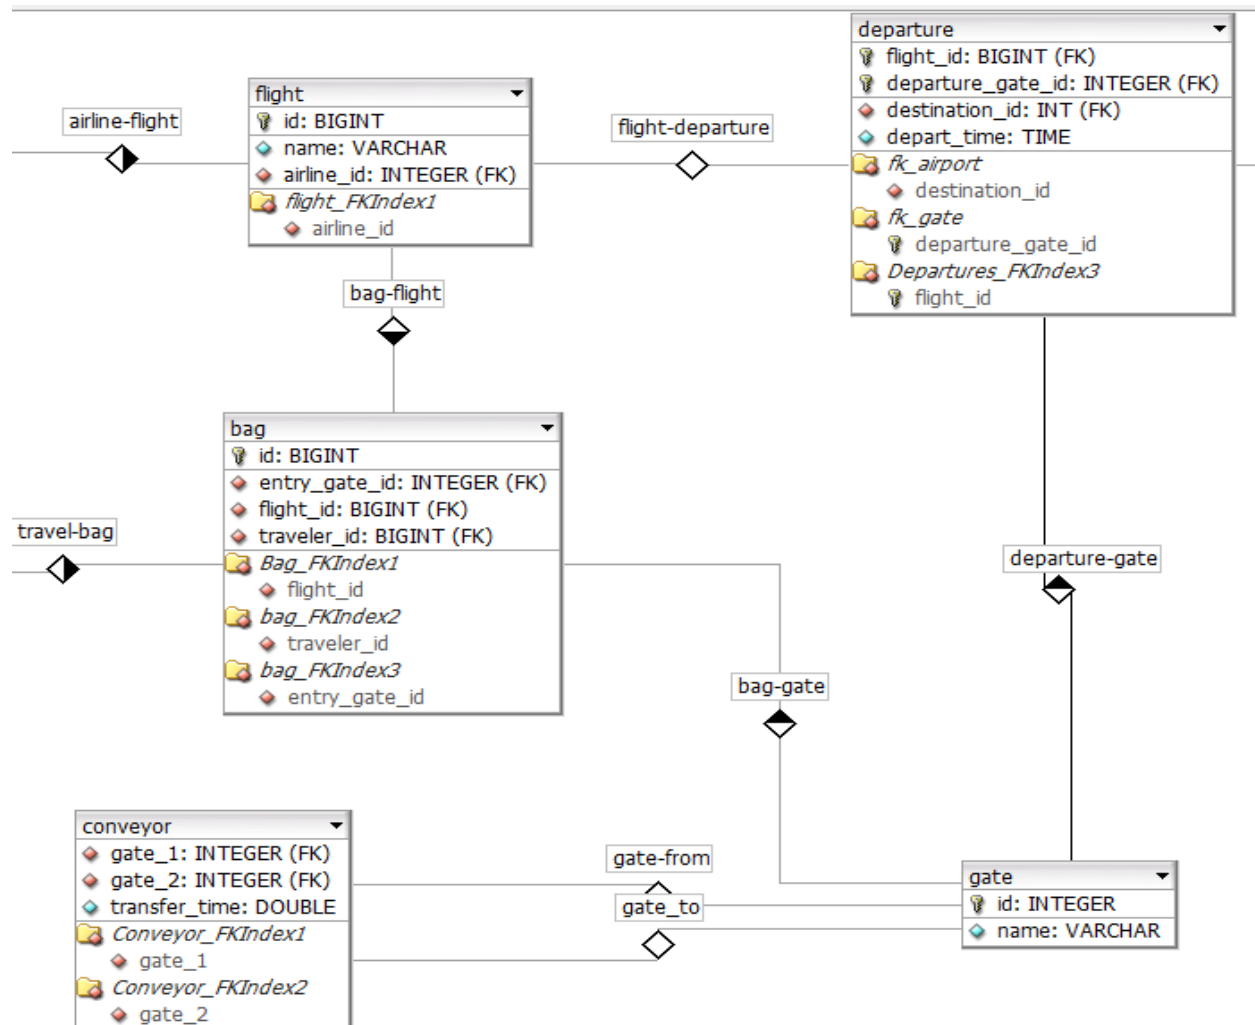 airline-flight
flight
id: BIGINT
name: VARCHAR
airline_id: INTEGER (FK)
flight_FKIndex1
airline_id
flight-departure
departure
flight_id: BIGINT (FK)
departure_gate_id: INTEGER (FK)
destination_id: INT (FK)
depart_time: TIME
fk_airport
destination_id
fk_gate
departure_gate_id
Departures_FKIndex3
flight_id
bag-flight
travel-bag
bag
id: BIGINT
entry_gate_id: INTEGER (FK)
flight_id: BIGINT (FK)
traveler_id: BIGINT (FK)
Bag_FKIndex1
flight_id
bag_FKIndex2
traveler_id
bag_FKIndex3
entry_gate_id
departure-gate
bag-gate
conveyor
gate_1: INTEGER (FK)
gate_2: INTEGER (FK)
transfer_time: DOUBLE
Conveyor_FKIndex1
gate_1
Conveyor_FKIndex2
gate_2
gate-from
gate_to
gate
id: INTEGER
name: VARCHAR